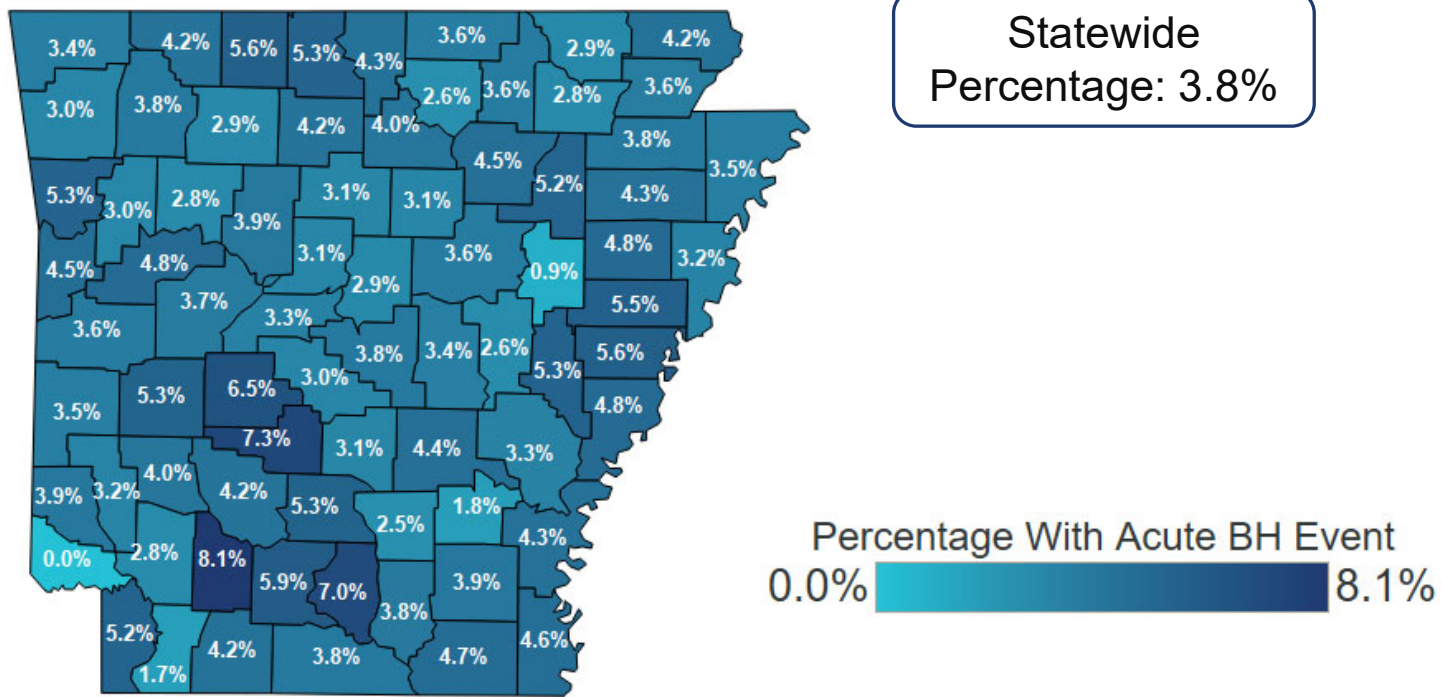 Statewide
Percentage: 3.8%
3.4% 4.2% 5.6% 5.3% 4.3% 3.6% 2.9% 4.2%
3.0% 3.8% 2.9% 4.2% 4.0% 2.6% 3.6% 2.8% 3.6%
5.3% 3.0% 2.8% 3.9% 3.1% 3.1% 4.5% 5.2% 3.8% 4.3% 3.5%
4.5% 4.8% 3.1% 2.9% 3.6% 0.9% 4.8% 3.2%
3.6% 3.7% 3.3% 3.8% 3.4% 2.6% 5.3% 5.5% 5.6%
3.5% 5.3% 6.5% 3.0% 4.8%
7.3% 3.1% 4.4% 3.3%
3.9% 3.2% 4.0% 4.2% 5.3% 2.5% 1.8% 4.3%
0.0% 2.8% 8.1% 5.9% 7.0% 3.8% 3.9%
5.2% 1.7% 4.2% 3.8% 4.7% 4.6%
Percentage With Acute BH Event
0.0% 8.1%